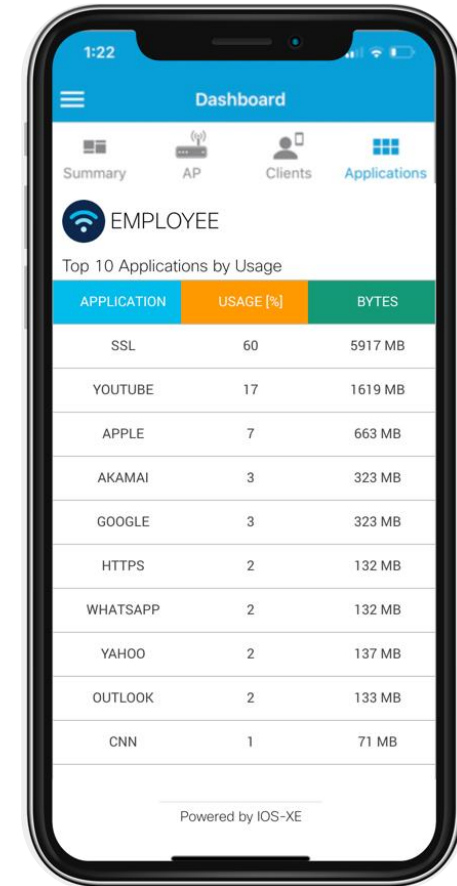 1:22
Dashboard
Summary AP Clients Applications
EMPLOYEE
Top 10 Applications by Usage
APPLICATION USAGE [%] BYTES
SSL 60 5917 MB
YOUTUBE 17 1619 MB
APPLE 7 663 MB
AKAMAI 3 323 MB
GOOGLE 3 323 MB
HTTPS 2 132 MB
WHATSAPP 2 132 MB
YAHOO 2 137 MB
OUTLOOK 2 133 MB
CNN 1 71 MB
Powered by IOS-XE